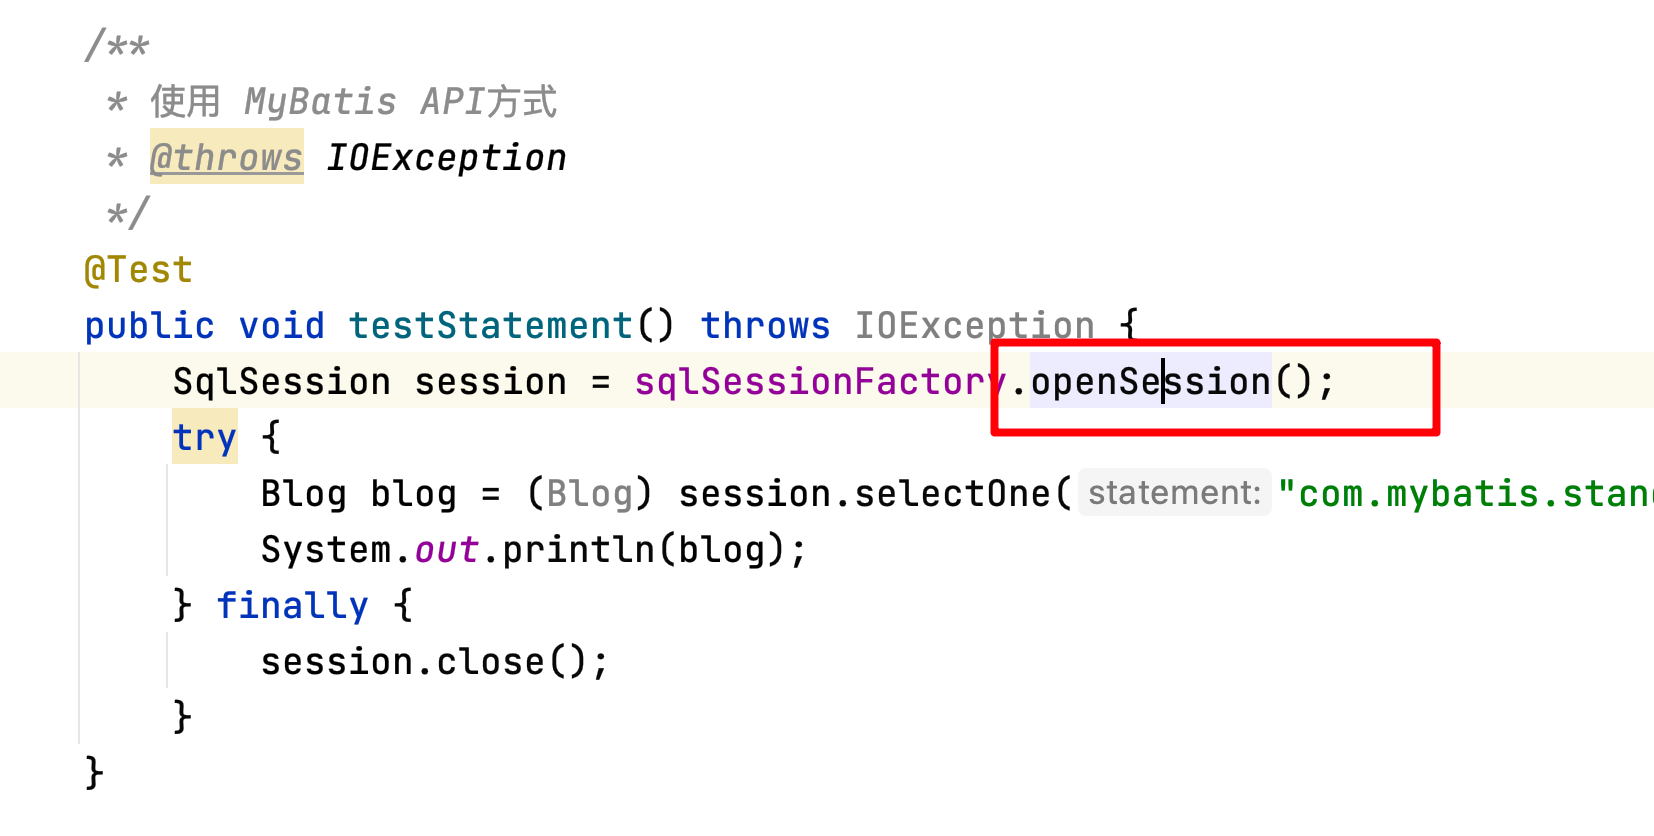 /**
 * 使用 MyBatis API方式
 * @throws IOException
 */
@Test
public void testStatement() throws IOException {
    SqlSession session = sqlSessionFactory.openSession();
    try {
        Blog blog = (Blog) session.selectOne( statement: "com.mybatis.stan
        System.out.println(blog);
    } finally {
        session.close();
    }
}